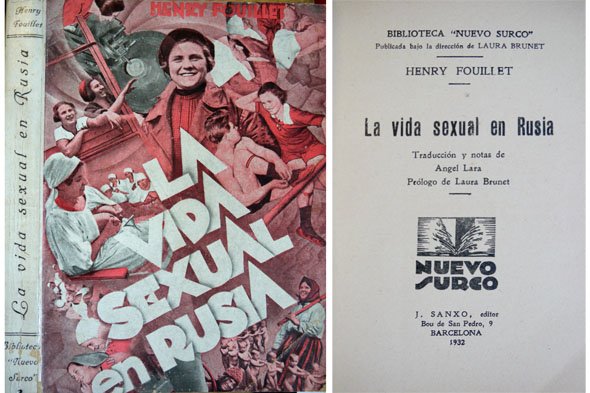 Henry
Fouillet
La vida sexual en Rusia
Biblioteca
"Nuevo
Surco"
HENRY FOUILLET
LA
VIDA
SEXUAL
en RUSIA
BIBLIOTECA "NUEVO SURCO"
Publicada bajo la dirección de LAURA BRUNET
HENRY FOUILLET
La vida sexual en Rusia
Traducción y notas de
Angel Lara
Prólogo de Laura Brunet
NUEVO
SURCO
J. SANXO, editor
Bou de San Pedro, 9
BARCELONA
1932